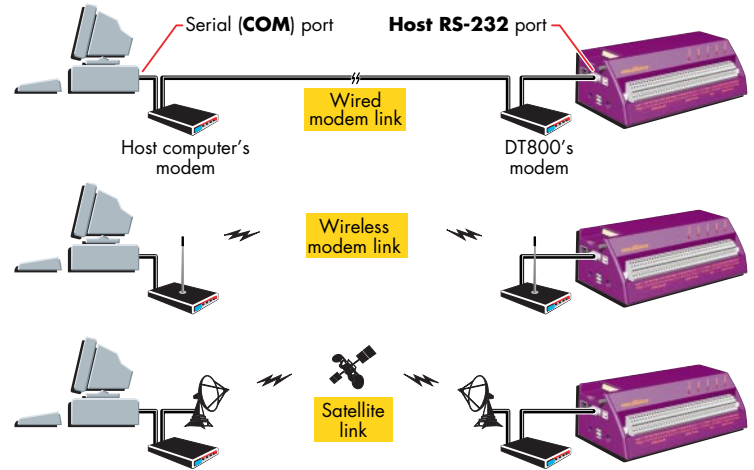 Serial (COM) port
Host RS-232 port
Wired
modem link
Host computer's
modem
DT800's
modem
Wireless
modem link
Satellite
link